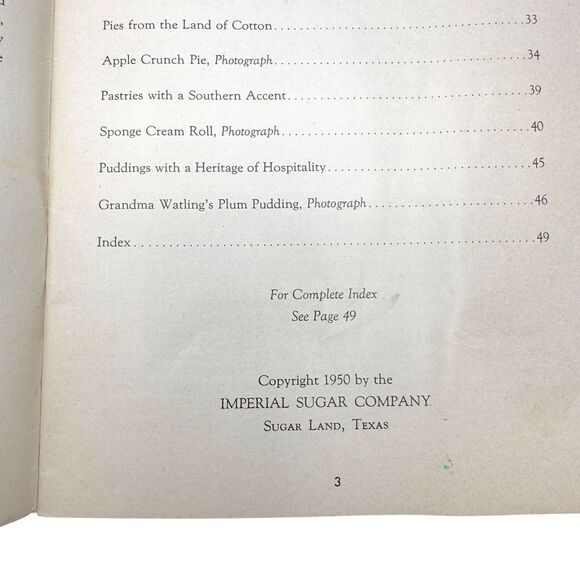 Pies from the Land of Cotton..................................................33
Apple Crunch Pie, Photograph..................................................34
Pastries with a Southern Accent..................................................39
Sponge Cream Roll, Photograph..................................................40
Puddings with a Heritage of Hospitality..................................................45
Grandma Watling's Plum Pudding, Photograph..................................................46
Index..................................................49
For Complete Index
See Page 49
Copyright 1950 by the
IMPERIAL SUGAR COMPANY
SUGAR LAND, TEXAS
3